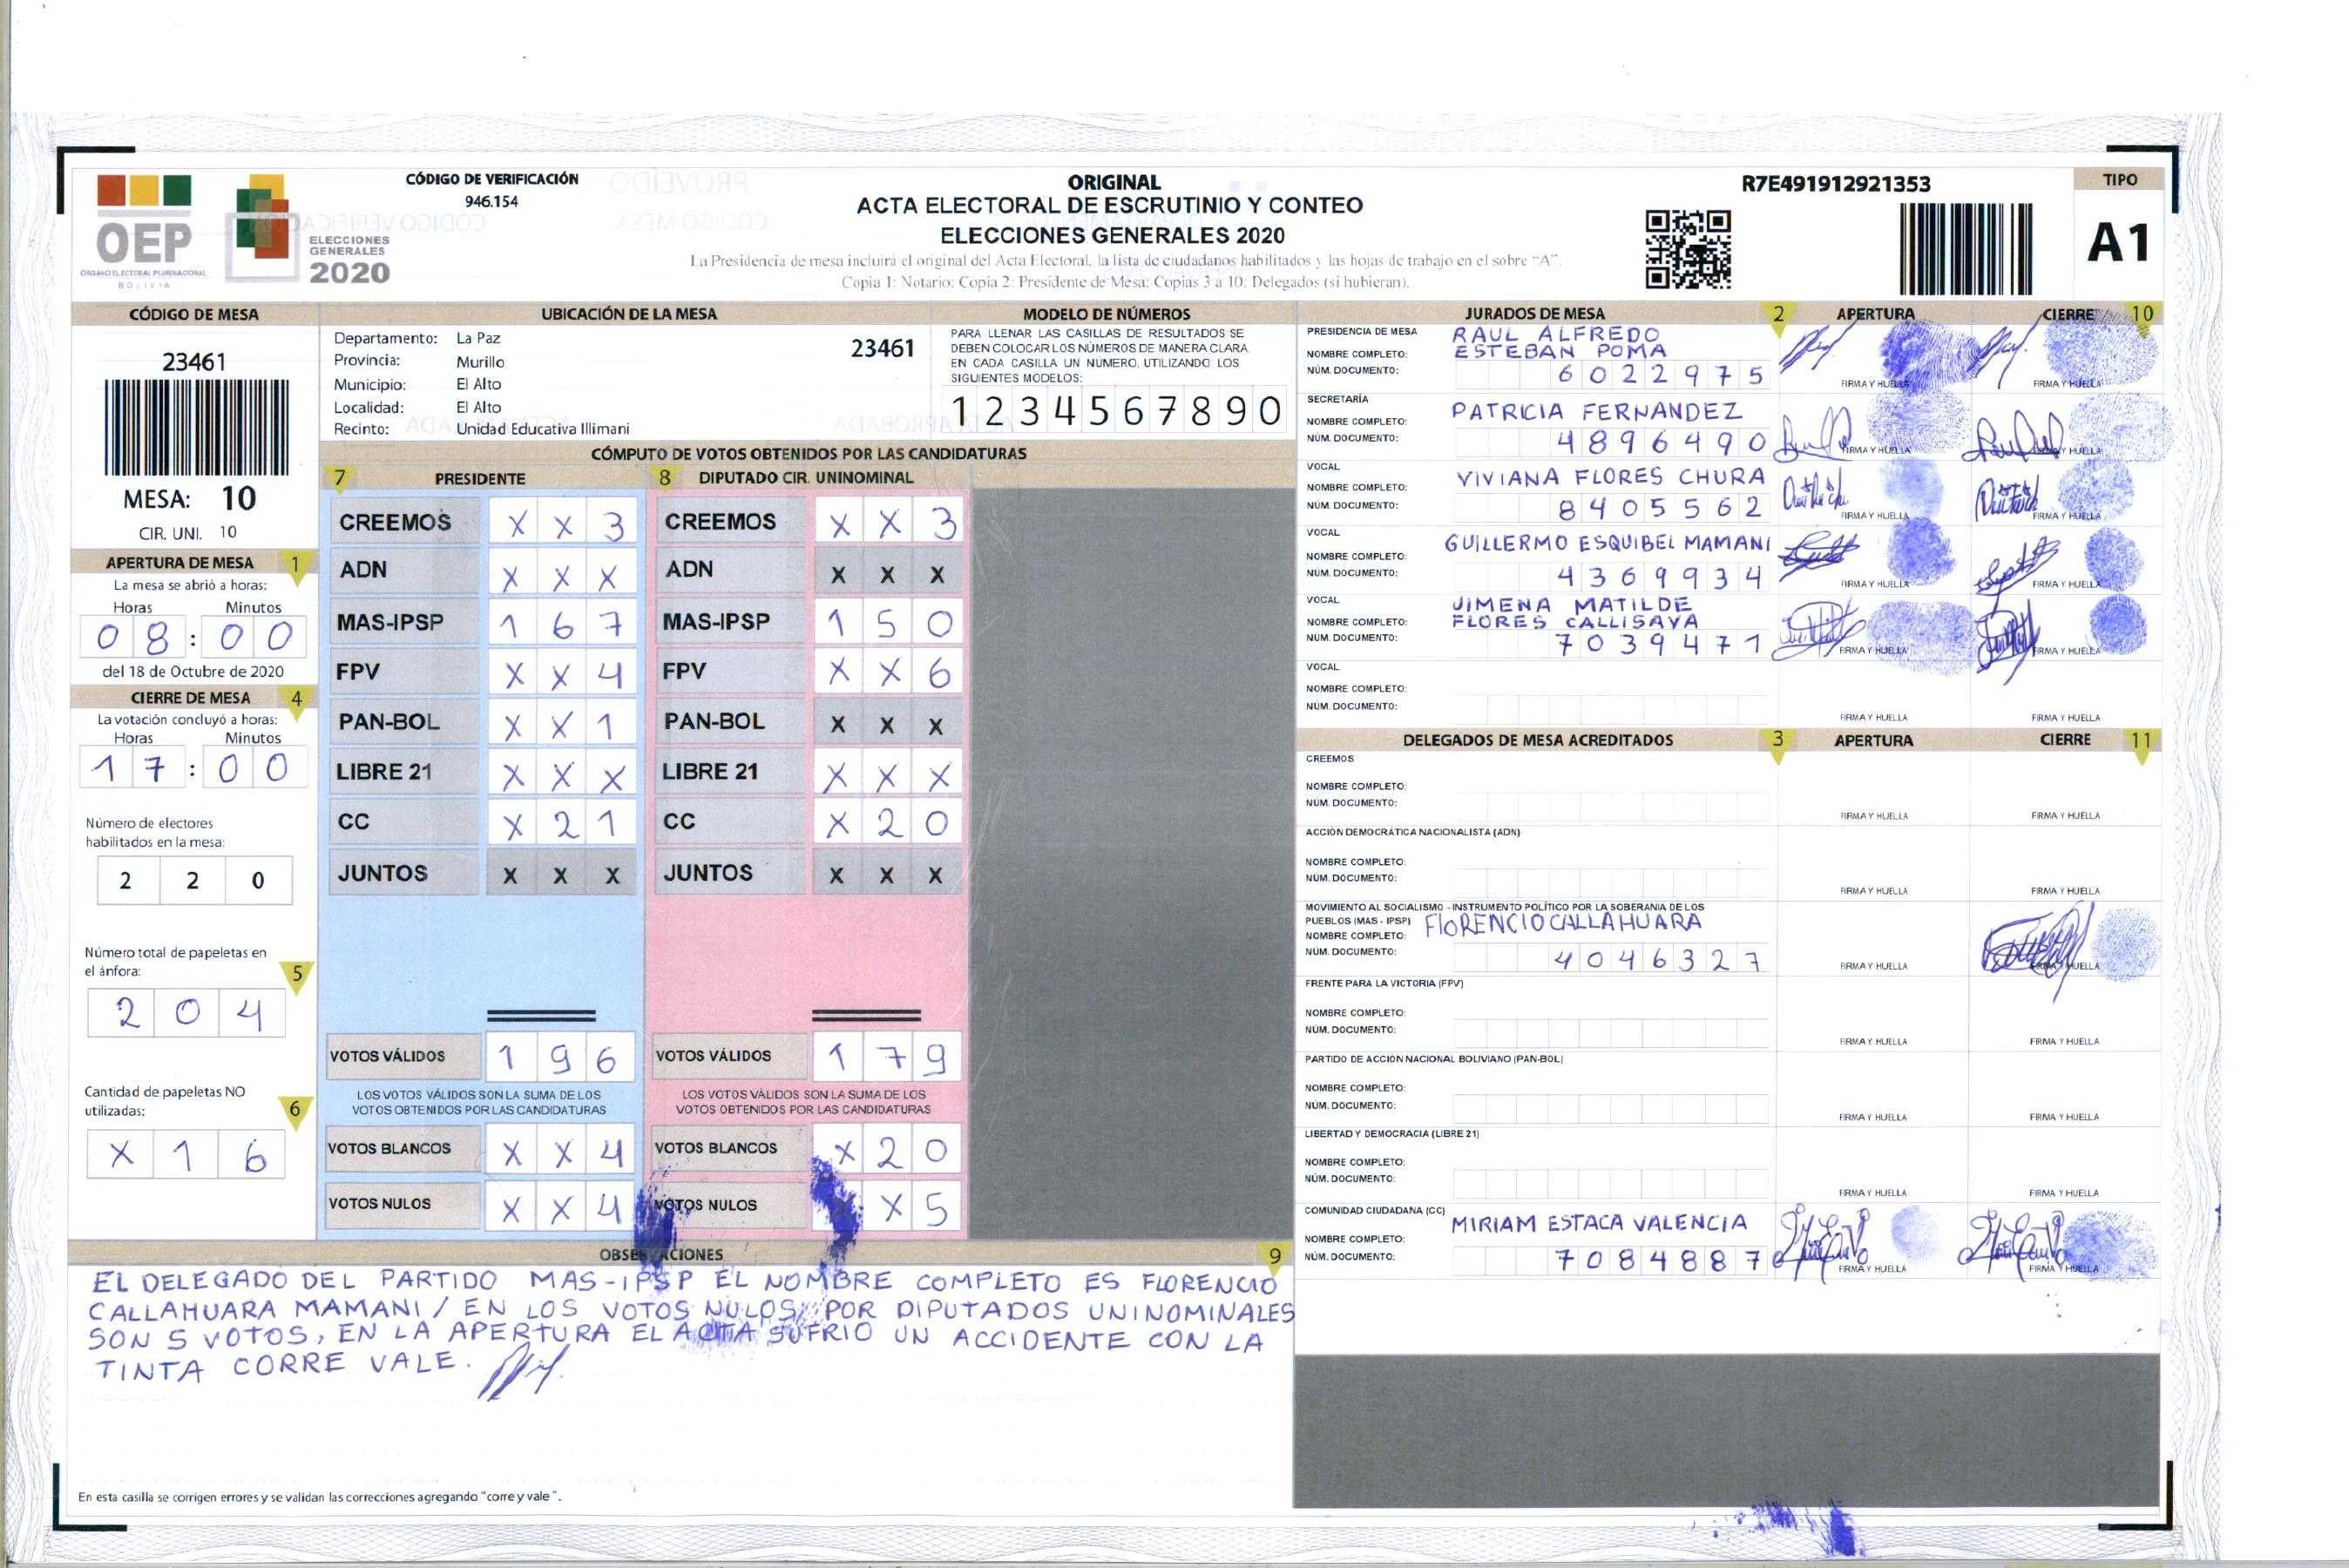 CÓDIGO DE VERIFICACIÓN
946.154
OEP
ÓRGANO ELECTORAL PLURINACIONAL
BOLIVIA
ELECCIONES
GENERALES
2020
ORIGINAL
ACTA ELECTORAL DE ESCRUTINIO Y CONTEO
ELECCIONES GENERALES 2020
La Presidencia de mesa incluirá el original del Acta Electoral, la lista de ciudadanos habilitados y las hojas de trabajo en el sobre "A".
Copia 1: Notario; Copia 2: Presidente de Mesa; Copias 3 a 10: Delegados (si hubieran).
R7E491912921353
TIPO
A1
CÓDIGO DE MESA
23461
MESA: 10
CIR. UNI. 10
APERTURA DE MESA 1
La mesa se abrió a horas:
Horas Minutos
08:00
del 18 de Octubre de 2020
CIERRE DE MESA 4
La votación concluyó a horas:
Horas Minutos
17:00
Número de electores
habilitados en la mesa:
2 2 0
Número total de papeletas en
el ánfora: 5
2 0 4
Cantidad de papeletas NO
utilizadas: 6
X 1 6
UBICACIÓN DE LA MESA
Departamento: La Paz
23461
Provincia: Murillo
Municipio: El Alto
Localidad: El Alto
Recinto: Unidad Educativa Illimani
MODELO DE NÚMEROS
PARA LLENAR LAS CASILLAS DE RESULTADOS SE
DEBEN COLOCAR LOS NÚMEROS DE MANERA CLARA.
EN CADA CASILLA UN NÚMERO, UTILIZANDO LOS
SIGUIENTES MODELOS:
1 2 3 4 5 6 7 8 9 0
CÓMPUTO DE VOTOS OBTENIDOS POR LAS CANDIDATURAS
7 PRESIDENTE
CREEMOS X X 3
ADN X X X
MAS-IPSP 1 6 7
FPV X X 4
PAN-BOL X X 1
LIBRE 21 X X X
CC X 2 1
JUNTOS X X X
VOTOS VÁLIDOS 1 9 6
LOS VOTOS VÁLIDOS SON LA SUMA DE LOS
VOTOS OBTENIDOS POR LAS CANDIDATURAS
VOTOS BLANCOS X X 4
VOTOS NULOS X X 4
8 DIPUTADO CIR. UNINOMINAL
CREEMOS X X 3
ADN X X X
MAS-IPSP 1 5 0
FPV X X 6
PAN-BOL X X X
LIBRE 21 X X X
CC X 2 0
JUNTOS X X X
VOTOS VÁLIDOS 1 7 9
LOS VOTOS VÁLIDOS SON LA SUMA DE LOS
VOTOS OBTENIDOS POR LAS CANDIDATURAS
VOTOS BLANCOS X 2 0
VOTOS NULOS X 5
OBSERVACIONES 9
EL DELEGADO DEL PARTIDO MAS-IPSP EL NOMBRE COMPLETO ES FLORENCIO
CALLAHUARA MAMANI / EN LOS VOTOS NULOS POR DIPUTADOS UNINOMINALES
SON 5 VOTOS, EN LA APERTURA EL ACTA SUFRIO UN ACCIDENTE CON LA
TINTA CORRE VALE.
En esta casilla se corrigen errores y se validan las correcciones agregando "corre y vale".
JURADOS DE MESA 2 APERTURA CIERRE 10
PRESIDENCIA DE MESA
NOMBRE COMPLETO: RAUL ALFREDO
ESTEBAN POMA
NÚM. DOCUMENTO: 6022975
FIRMA Y HUELLA FIRMA Y HUELLA
SECRETARÍA
NOMBRE COMPLETO: PATRICIA FERNANDEZ
NÚM. DOCUMENTO: 4896490
FIRMA Y HUELLA FIRMA Y HUELLA
VOCAL
NOMBRE COMPLETO: VIVIANA FLORES CHURA
NÚM. DOCUMENTO: 8405562
FIRMA Y HUELLA FIRMA Y HUELLA
VOCAL
NOMBRE COMPLETO: GUILLERMO ESQUIBEL MAMANI
NÚM. DOCUMENTO: 4369934
FIRMA Y HUELLA FIRMA Y HUELLA
VOCAL
NOMBRE COMPLETO: JIMENA MATILDE
FLORES CALLISAYA
NÚM. DOCUMENTO: 7039471
FIRMA Y HUELLA FIRMA Y HUELLA
VOCAL
NOMBRE COMPLETO:
NÚM. DOCUMENTO:
FIRMA Y HUELLA FIRMA Y HUELLA
DELEGADOS DE MESA ACREDITADOS 3 APERTURA CIERRE 11
CREEMOS
NOMBRE COMPLETO:
NÚM. DOCUMENTO:
FIRMA Y HUELLA FIRMA Y HUELLA
ACCIÓN DEMOCRÁTICA NACIONALISTA (ADN)
NOMBRE COMPLETO:
NÚM. DOCUMENTO:
FIRMA Y HUELLA FIRMA Y HUELLA
MOVIMIENTO AL SOCIALISMO - INSTRUMENTO POLÍTICO POR LA SOBERANÍA DE LOS
PUEBLOS (MAS - IPSP)
NOMBRE COMPLETO: FLORENCIO CALLAHUARA
NÚM. DOCUMENTO: 4046327
FIRMA Y HUELLA FIRMA Y HUELLA
FRENTE PARA LA VICTORIA (FPV)
NOMBRE COMPLETO:
NÚM. DOCUMENTO:
FIRMA Y HUELLA FIRMA Y HUELLA
PARTIDO DE ACCIÓN NACIONAL BOLIVIANO (PAN-BOL)
NOMBRE COMPLETO:
NÚM. DOCUMENTO:
FIRMA Y HUELLA FIRMA Y HUELLA
LIBERTAD Y DEMOCRACIA (LIBRE 21)
NOMBRE COMPLETO:
NÚM. DOCUMENTO:
FIRMA Y HUELLA FIRMA Y HUELLA
COMUNIDAD CIUDADANA (CC)
NOMBRE COMPLETO: MIRIAM ESTACA VALENCIA
NÚM. DOCUMENTO: 7084887
FIRMA Y HUELLA FIRMA Y HUELLA